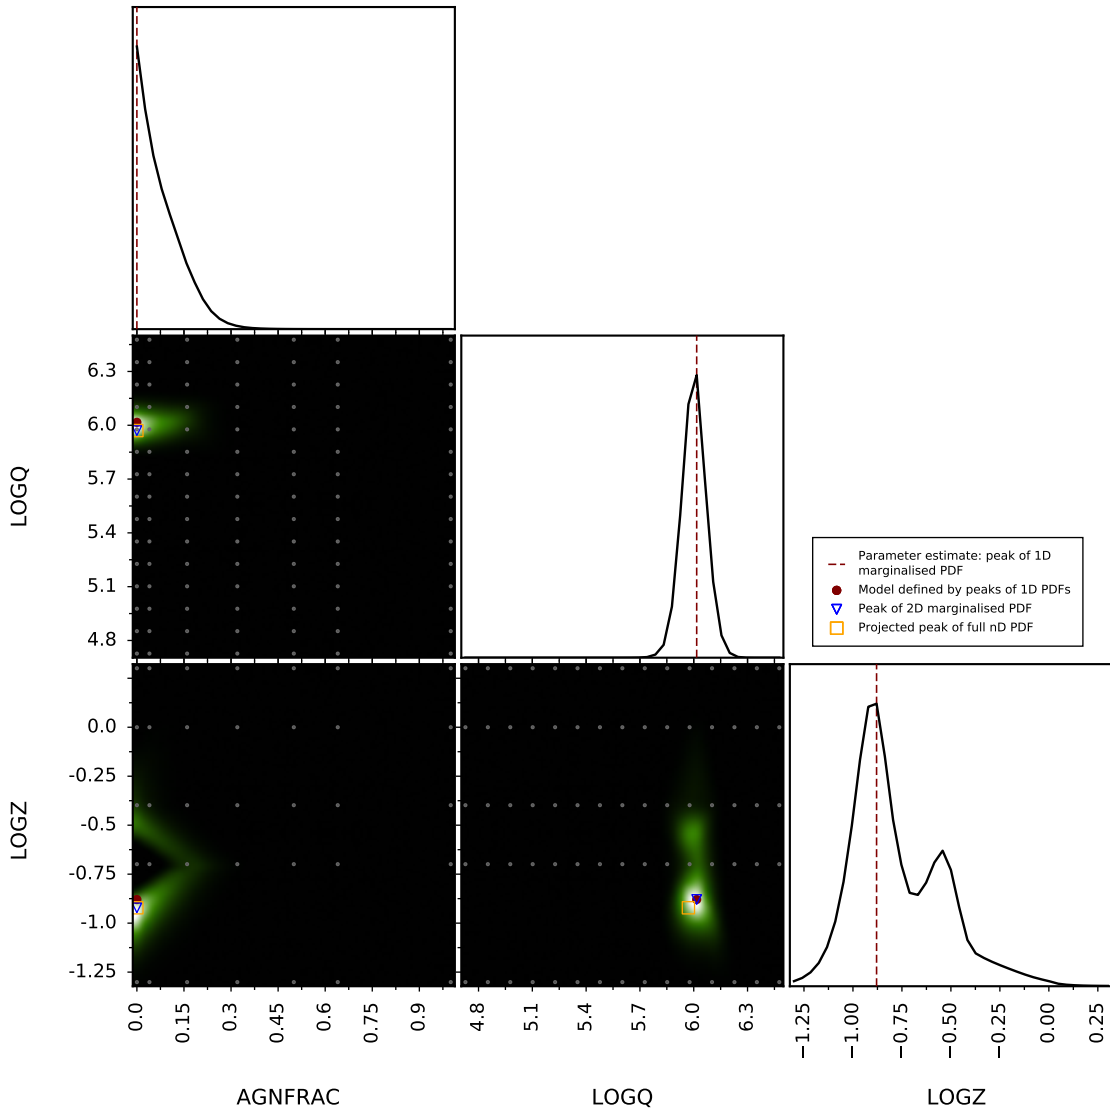 LOGQ
6.3
6.0
5.7
5.4
5.1
4.8
Parameter estimate: peak of 1D
marginalised PDF
Model defined by peaks of 1D PDFs
Peak of 2D marginalised PDF
Projected peak of full nD PDF
LOGZ
0.0
-0.25
-0.5
-0.75
-1.0
-1.25
0.0 0.15 0.3 0.45 0.6 0.75 0.9
4.8 5.1 5.4 5.7 6.0 6.3
−1.25 −1.00 −0.75 −0.50 −0.25 0.00 0.25
AGNFRAC LOGQ LOGZ